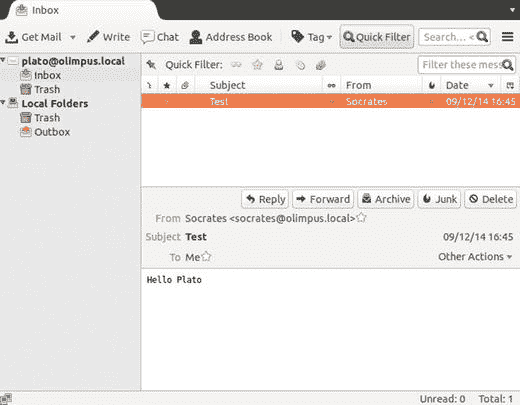 Inbox
Get Mail Write Chat Address Book Tag Quick Filter Search... <
plato@olimpus.local Quick Filter: Filter these mess
Inbox Subject From Date
Trash Test Socrates 09/12/14 16:45
Local Folders
Trash
Outbox
Reply Forward Archive Junk Delete
From Socrates <socrates@olimpus.local>
Subject Test 09/12/14 16:45
To Me Other Actions
Hello Plato
Unread: 0 Total: 1